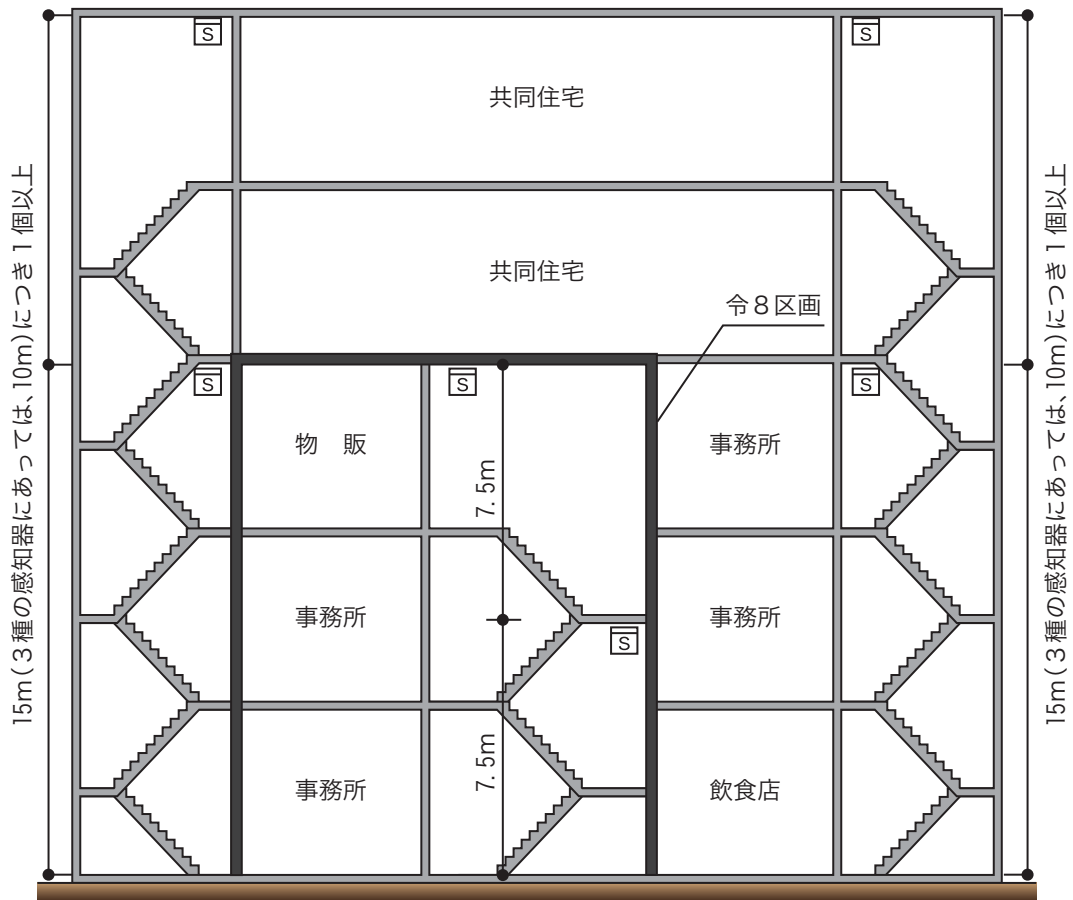 S
S
共同住宅
15m(3種の感知器にあっては、10m)につき1個以上
15m(3種の感知器にあっては、10m)につき1個以上
共同住宅
令8区画
S
S
S
物　販
事務所
7.5m
事務所
事務所
S
7.5m
事務所
飲食店